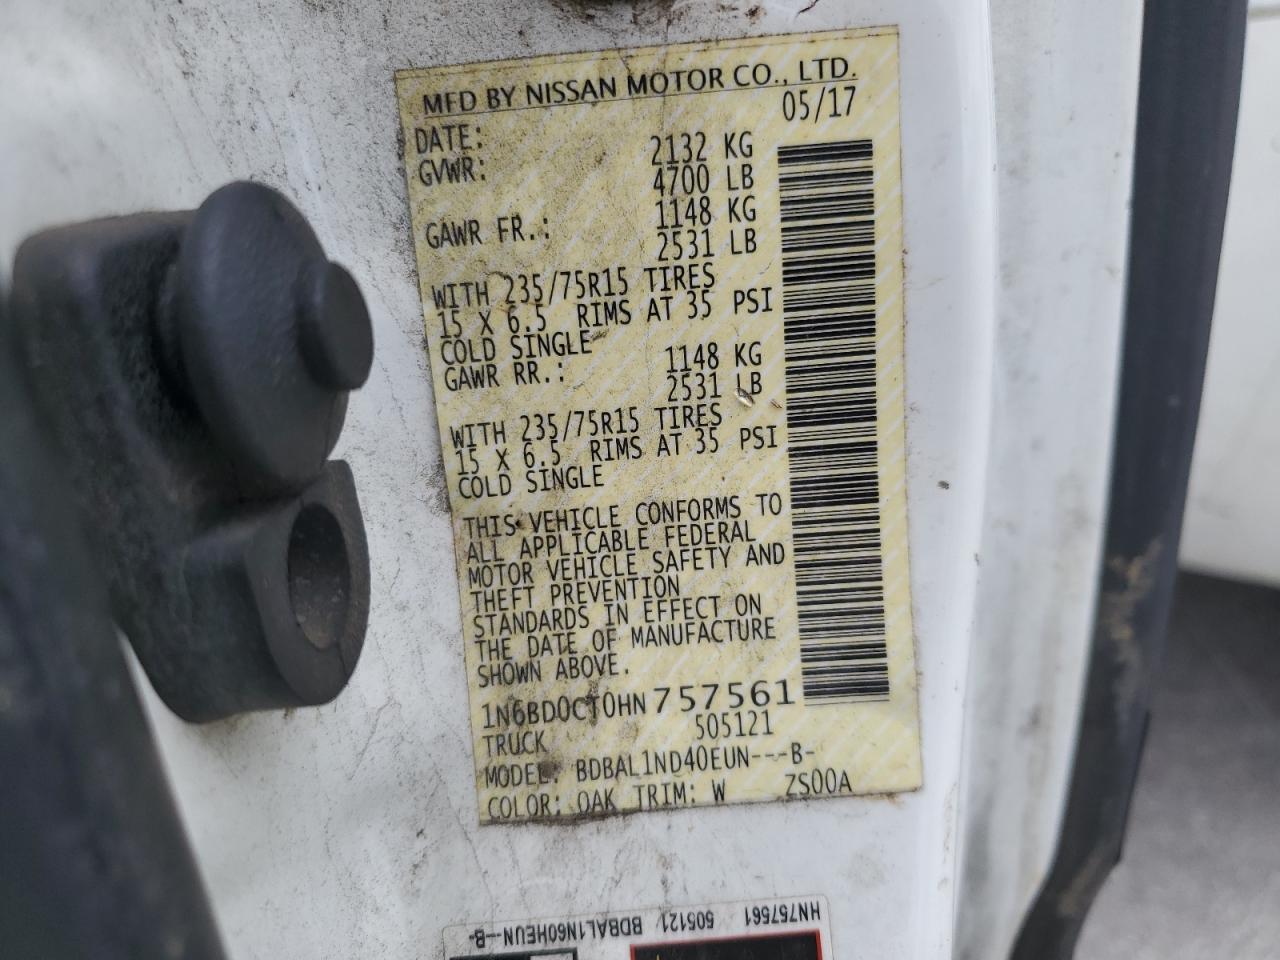 MFD BY NISSAN MOTOR CO., LTD.
DATE: 05/17
GVWR: 2132 KG
4700 LB
GAWR FR.: 1148 KG
2531 LB
WITH 235/75R15 TIRES
15 X 6.5 RIMS AT 35 PSI
COLD SINGLE
GAWR RR.: 1148 KG
2531 LB
WITH 235/75R15 TIRES
15 X 6.5 RIMS AT 35 PSI
COLD SINGLE
THIS VEHICLE CONFORMS TO
ALL APPLICABLE FEDERAL
MOTOR VEHICLE SAFETY AND
THEFT PREVENTION
STANDARDS IN EFFECT ON
THE DATE OF MANUFACTURE
SHOWN ABOVE.
1N6BD0CT0HN757561
TRUCK 505121
MODEL: BDBAL1ND40EUN---B-
COLOR: QAK TRIM: W ZS00A
HN757561 505121 BDBAL1N60HEUN--B-